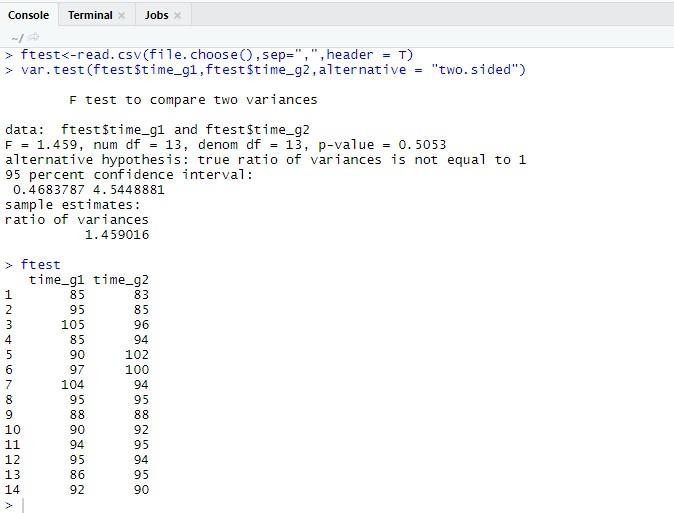 Console Terminal × Jobs ×
~/
> ftest<-read.csv(file.choose(),sep=",",header = T)
> var.test(ftest$time_g1,ftest$time_g2,alternative = "two.sided")
F test to compare two variances
data:  ftest$time_g1 and ftest$time_g2
F = 1.459, num df = 13, denom df = 13, p-value = 0.5053
alternative hypothesis: true ratio of variances is not equal to 1
95 percent confidence interval:
0.4683787 4.5448881
sample estimates:
ratio of variances
1.459016
> ftest
time_g1 time_g2
1 85 83
2 95 85
3 105 96
4 85 94
5 90 102
6 97 100
7 104 94
8 95 95
9 88 88
10 90 92
11 94 95
12 95 94
13 86 95
14 92 90
>